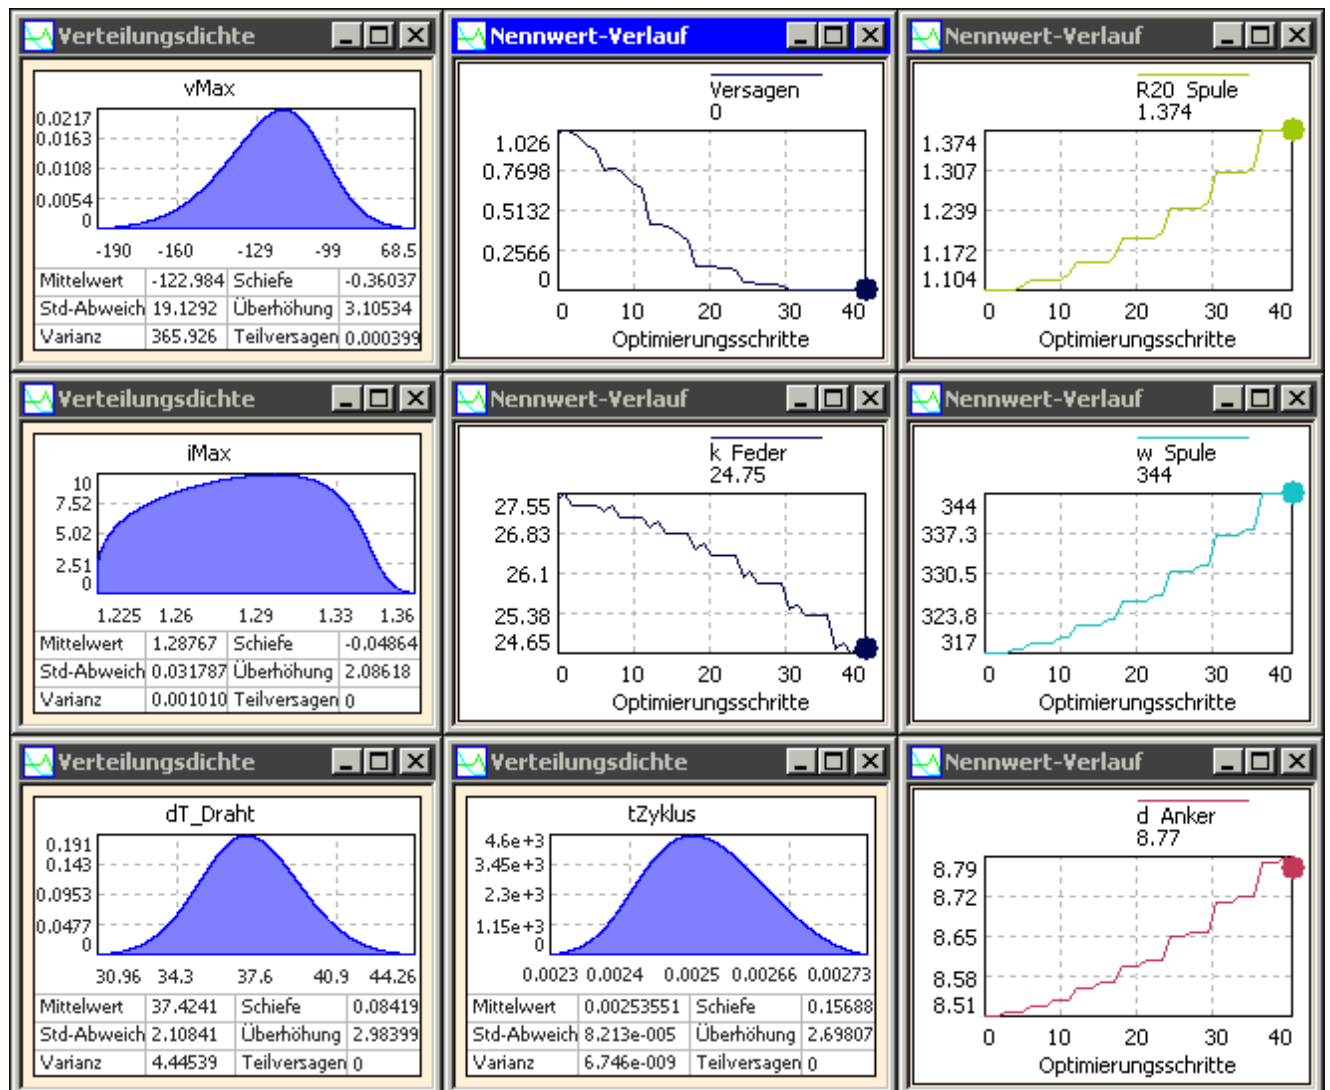 Verteilungsdichte
vMax
0.0217
0.0163
0.0108
0.0054
0
-190 -160 -129 -99 68.5
Mittelwert -122.984 Schiefe -0.36037
Std-Abweich 19.1292 Überhöhung 3.10534
Varianz 365.926 Teilversagen 0.000399
Nennwert-Verlauf
Versagen
0
1.026
0.7698
0.5132
0.2566
0
0 10 20 30 40
Optimierungsschritte
Nennwert-Verlauf
R20 Spule
1.374
1.374
1.307
1.239
1.172
1.104
0 10 20 30 40
Optimierungsschritte
Verteilungsdichte
iMax
10
7.52
5.02
2.51
0
1.225 1.26 1.29 1.33 1.36
Mittelwert 1.28767 Schiefe -0.04864
Std-Abweich 0.031787 Überhöhung 2.08618
Varianz 0.001010 Teilversagen 0
Nennwert-Verlauf
k Feder
24.75
27.55
26.83
26.1
25.38
24.65
0 10 20 30 40
Optimierungsschritte
Nennwert-Verlauf
w Spule
344
344
337.3
330.5
323.8
317
0 10 20 30 40
Optimierungsschritte
Verteilungsdichte
dT_Draht
0.191
0.143
0.0953
0.0477
0
30.96 34.3 37.6 40.9 44.26
Mittelwert 37.4241 Schiefe 0.08419
Std-Abweich 2.10841 Überhöhung 2.98399
Varianz 4.44539 Teilversagen 0
Verteilungsdichte
tZyklus
4.6e+3
3.45e+3
2.3e+3
1.15e+3
0
0.0023 0.0024 0.0025 0.00266 0.00273
Mittelwert 0.00253551 Schiefe 0.15688
Std-Abweich 8.213e-005 Überhöhung 2.69807
Varianz 6.746e-009 Teilversagen 0
Nennwert-Verlauf
d Anker
8.77
8.79
8.72
8.65
8.58
8.51
0 10 20 30 40
Optimierungsschritte